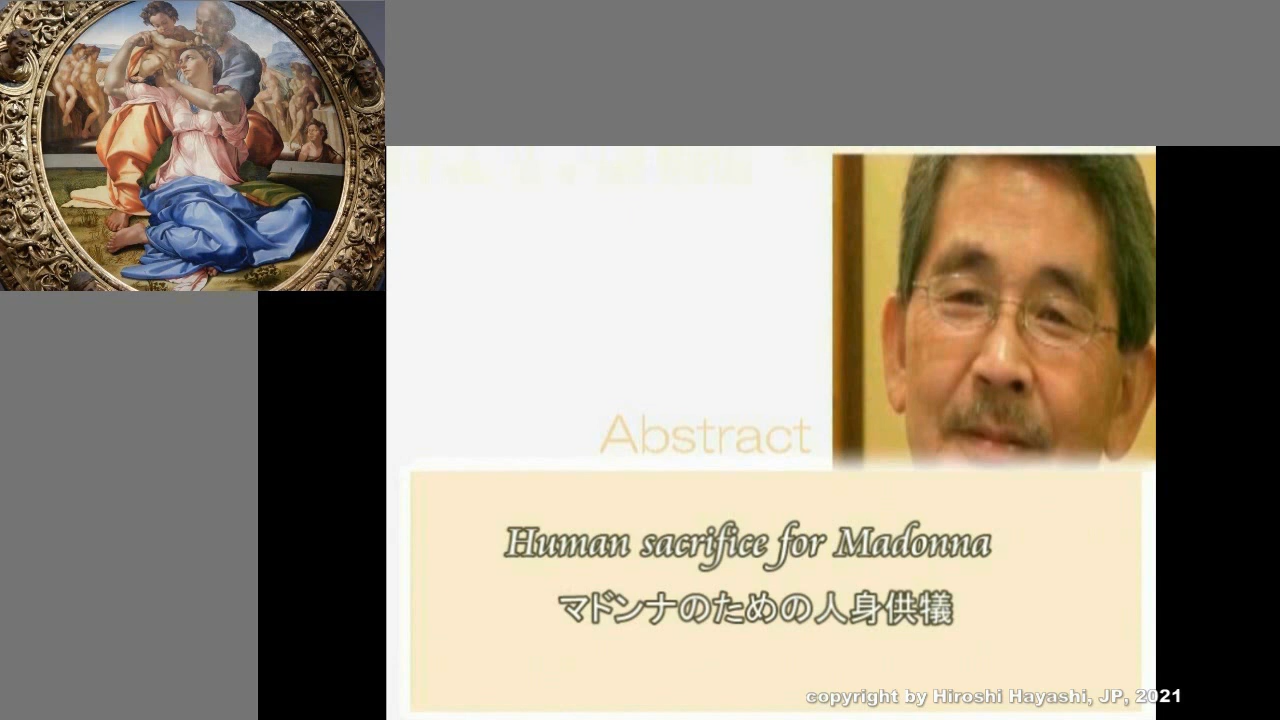 Abstract
Human sacrifice for Madonna
マドンナのための人身供犠
copyright by Hiroshi Hayashi, JP, 2021